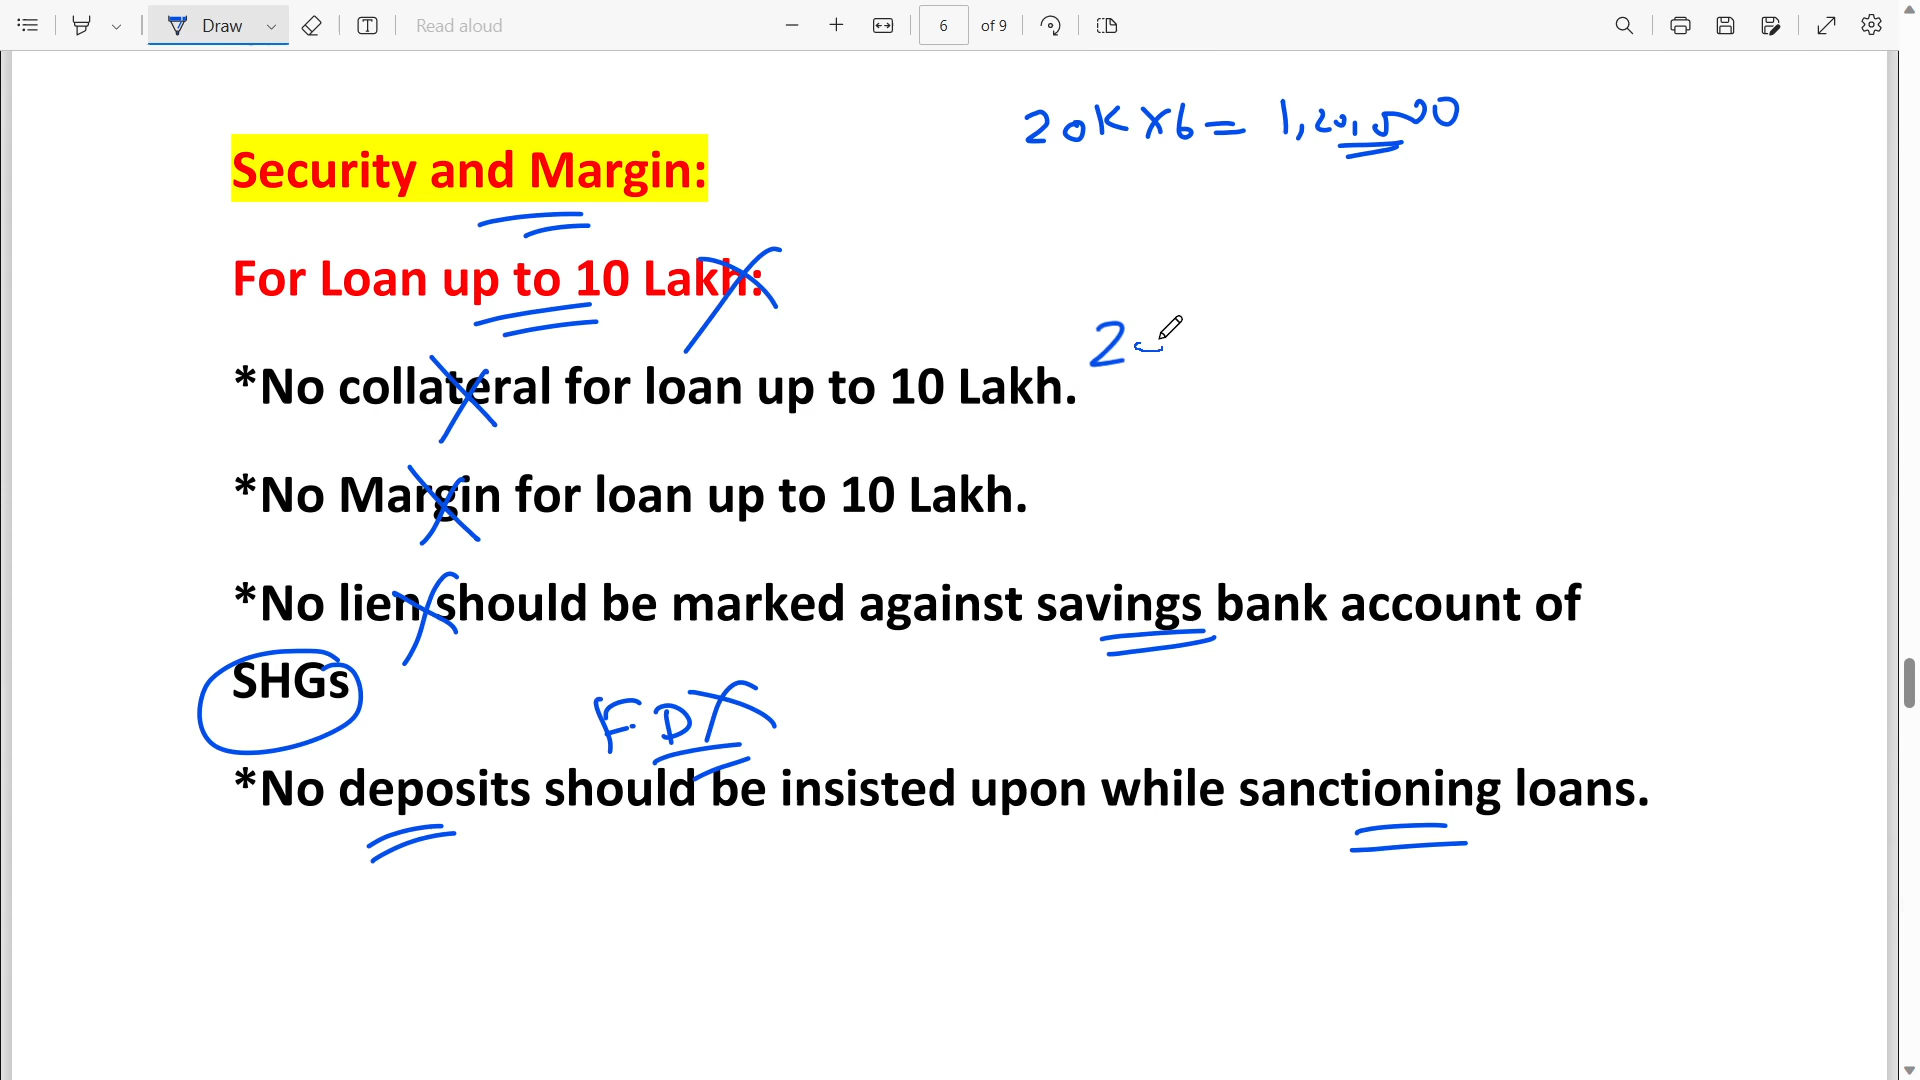 Draw
Read aloud
6 of 9
20K X 6 = 1,20,000
Security and Margin:
For Loan up to 10 Lakh:
2
*No collateral for loan up to 10 Lakh.
*No Margin for loan up to 10 Lakh.
*No lien should be marked against savings bank account of
SHGs
FD
*No deposits should be insisted upon while sanctioning loans.